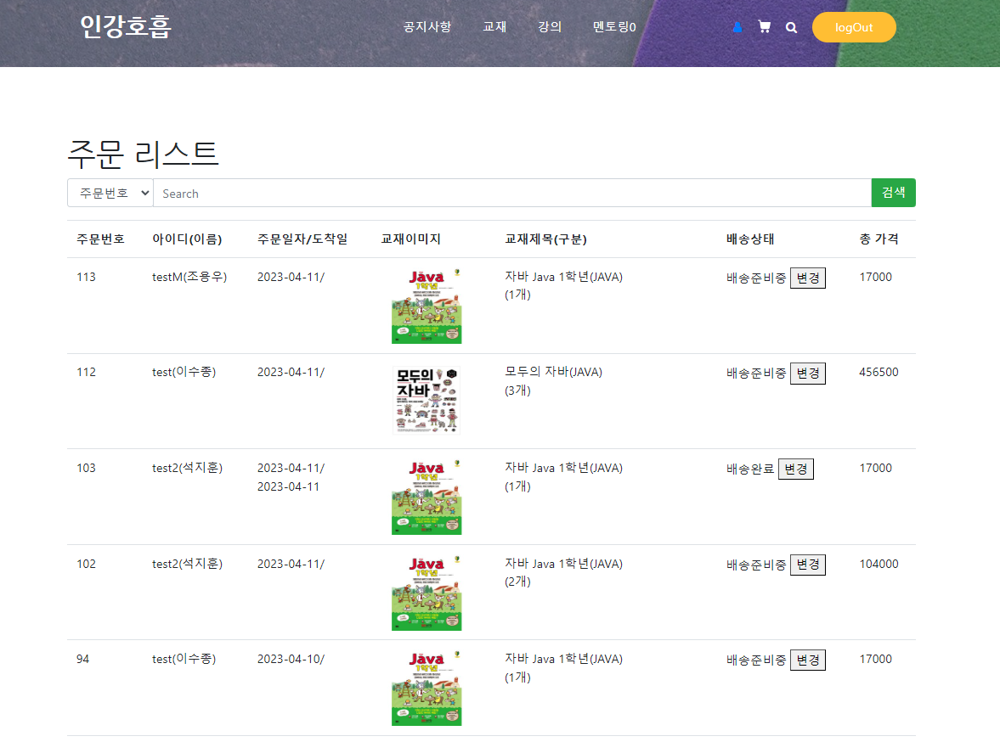 인강호흡
공지사항 교재 강의 멘토링0 logOut
주문 리스트
주문번호 Search 검색
주문번호 아이디(이름) 주문일자/도착일 교재이미지 교재제목(구분) 배송상태 총 가격
113 testM(조용우) 2023-04-11/ 자바 Java 1학년(JAVA) 배송준비중 변경 17000
(1개)
Java
1학년
112 test(이수종) 2023-04-11/ 모두의 자바(JAVA) 배송준비중 변경 456500
(3개)
모두의
자바
103 test2(석지훈) 2023-04-11/ 자바 Java 1학년(JAVA) 배송완료 변경 17000
2023-04-11 (1개)
Java
1학년
102 test2(석지훈) 2023-04-11/ 자바 Java 1학년(JAVA) 배송준비중 변경 104000
(2개)
Java
1학년
94 test(이수종) 2023-04-10/ 자바 Java 1학년(JAVA) 배송준비중 변경 17000
(1개)
Java
1학년